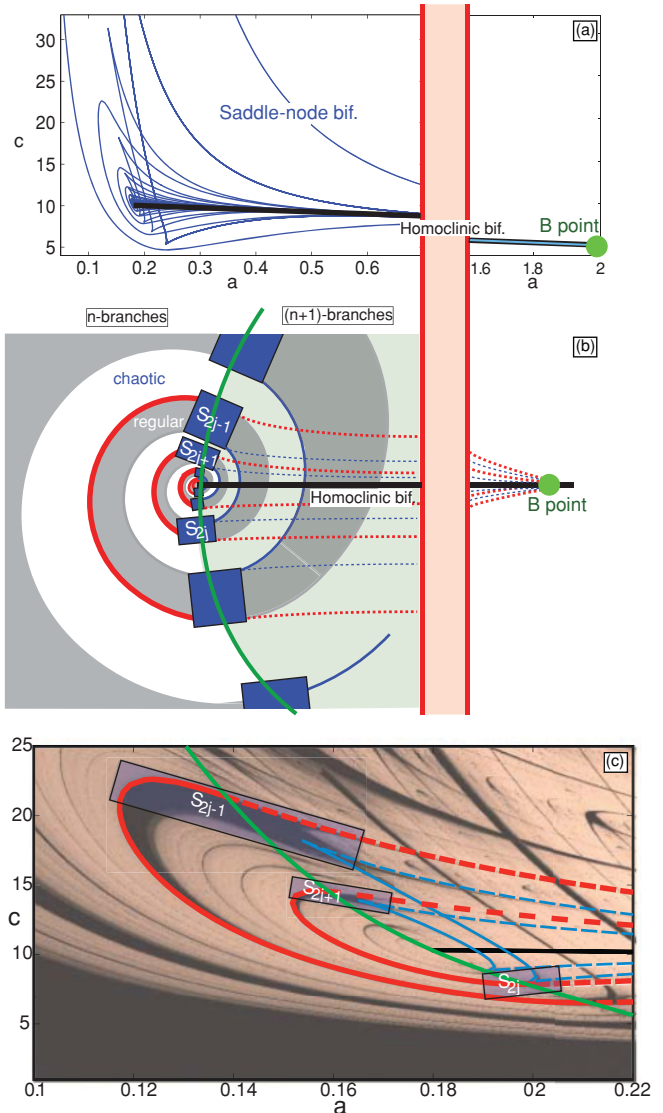 30
(a)
25
Saddle-node bif.
c
20
15
10
Homoclinic bif.
B point
5
0.1 0.2 0.3 0.4 0.5 0.6 1.6 1.8 2
a a
n-branches (n+1)-branches
(b)
chaotic
S2j-1
regular
S2j+1
Homoclinic bif.
B point
S2j
25
(c)
20
S2j-1
15
S2j+1
c
10
S2j
5
0.1 0.12 0.14 0.16 0.18 0.2 0.22
a